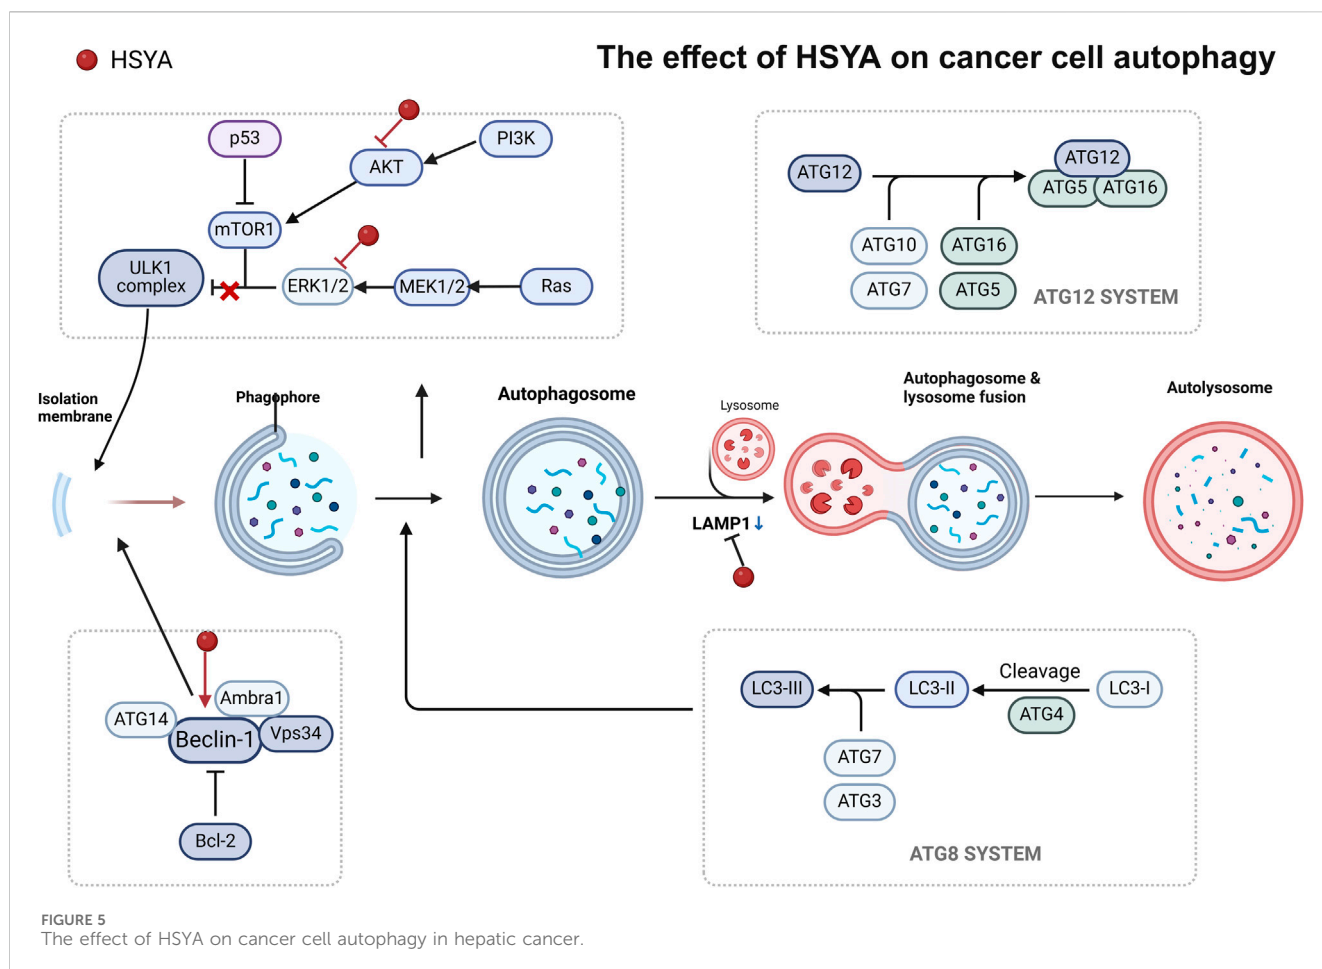 HSYA
The effect of HSYA on cancer cell autophagy
p53
PI3K
AKT
mTOR1
ULK1
complex
ERK1/2
MEK1/2
Ras
ATG12
ATG12
ATG5
ATG16
ATG10
ATG16
ATG7
ATG5
ATG12 SYSTEM
Isolation
membrane
Phagophore
Autophagosome
Lysosome
Autophagosome &
lysosome fusion
Autolysosome
LAMP1↓
Ambra1
ATG14
Beclin-1
Vps34
Bcl-2
LC3-III
LC3-II
Cleavage
LC3-I
ATG4
ATG7
ATG3
ATG8 SYSTEM
FIGURE 5
The effect of HSYA on cancer cell autophagy in hepatic cancer.